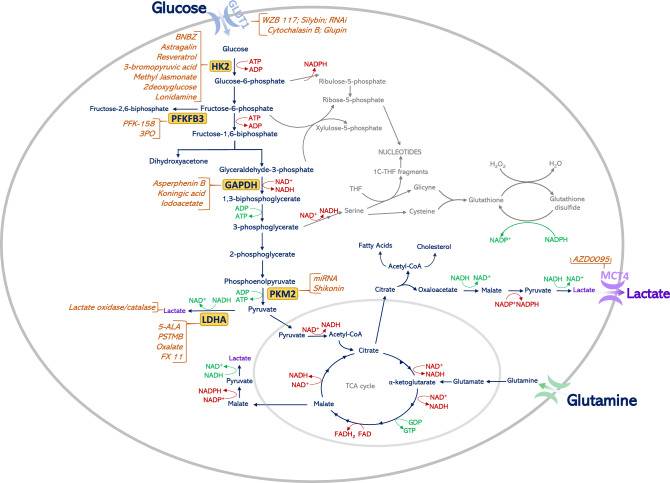 Glucose
GLUT1
WZB 117; Silybin; RNAi
Cytochalasin B; Glupin
BNBZ
Astragalin
Resveratrol
3-bromopyruvic acid
Methyl Jasmonate
2deoxyglucose
Lonidamine
Glucose
HK2
ATP
ADP
Glucose-6-phosphate
NADPH
Ribulose-5-phosphate
Ribose-5-phosphate
Xylulose-5-phosphate
Fructose-2,6-biphosphate
Fructose-6-phosphate
PFK-158
3PO
PFKFB3
ATP
ADP
Fructose-1,6-biphosphate
Dihydroxyacetone
Glyceraldehyde-3-phosphate
NUCLEOTIDES
1C-THF fragments
THF
Glicyne
Serine
Cysteine
Glutathione
H₂O₂
H₂O
Glutathione
disulfide
NADP⁺
NADPH
Asperphenin B
Koningic acid
Iodoacetate
GAPDH
NAD⁺
NADH
1,3-biphosphoglycerate
ADP
ATP
NAD⁺
NADH
3-phosphoglycerate
2-phosphoglycerate
Phosphoenolpyruvate
ADP
ATP
PKM2
miRNA
Shikonin
Pyruvate
Lactate oxidase/catalase
Lactate
NAD⁺
NADH
LDHA
5-ALA
PSTMB
Oxalate
FX 11
Fatty Acids
Cholesterol
Acetyl-CoA
Citrate
Oxaloacetate
NADH
NAD⁺
Malate
NADP⁺
NADPH
Pyruvate
NADH
NAD⁺
Lactate
AZD0095
MCT4
Lactate
Pyruvate
NAD⁺
NADH
Acetyl-CoA
Citrate
TCA cycle
NAD⁺
NADH
α-ketoglutarate
Glutamate
Glutamine
Glutamine
NAD⁺
NADH
GDP
GTP
FADH₂
FAD
Malate
NADH
NAD⁺
Lactate
NAD⁺
NADH
Pyruvate
NADPH
NADP⁺
Malate